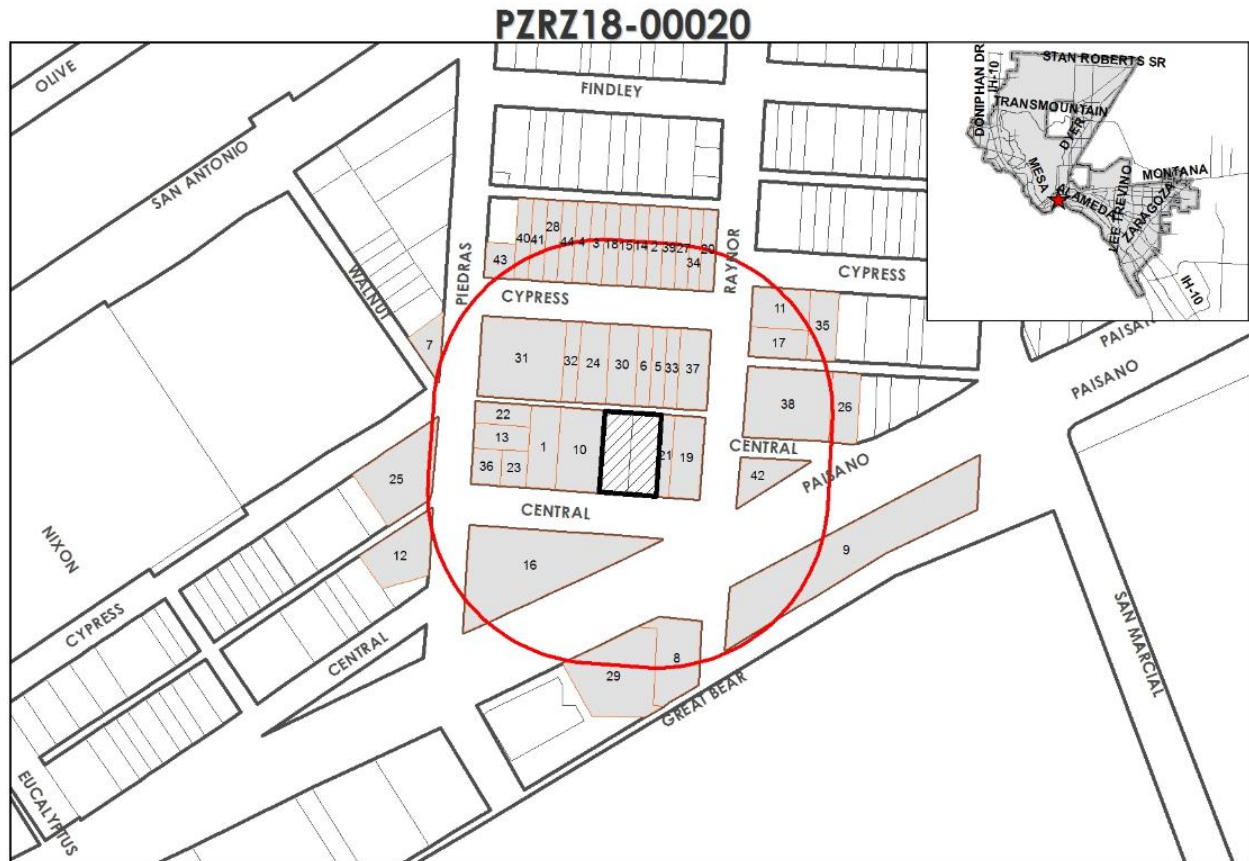 PZRZ18-00020
OLIVE
SAN ANTONIO
FINDLEY
STAN ROBERTS SR
DONIPHAN DR
IH-10
TRANSMOUNTAIN
DYER
MESA
MONTANA
ALAMEDA
LEE TREVINO
ZARAGOZA
IH-10
WALNUT
PIEDRAS
RAYNOR
CYPRESS
40 41 28 44 4 3 18 15 14 2 39 27 34 20
43
CYPRESS
11
35
17
7
31 32 24 30 6 5 33 37
PAISANO
38 26
22
13
1 10 21 19
36 23
CENTRAL
42
PAISANO
25
CENTRAL
NIXON
12
16
9
CYPRESS
CENTRAL
8
29
GREAT BEAR
SAN MARCIAL
EUCALYPTUS